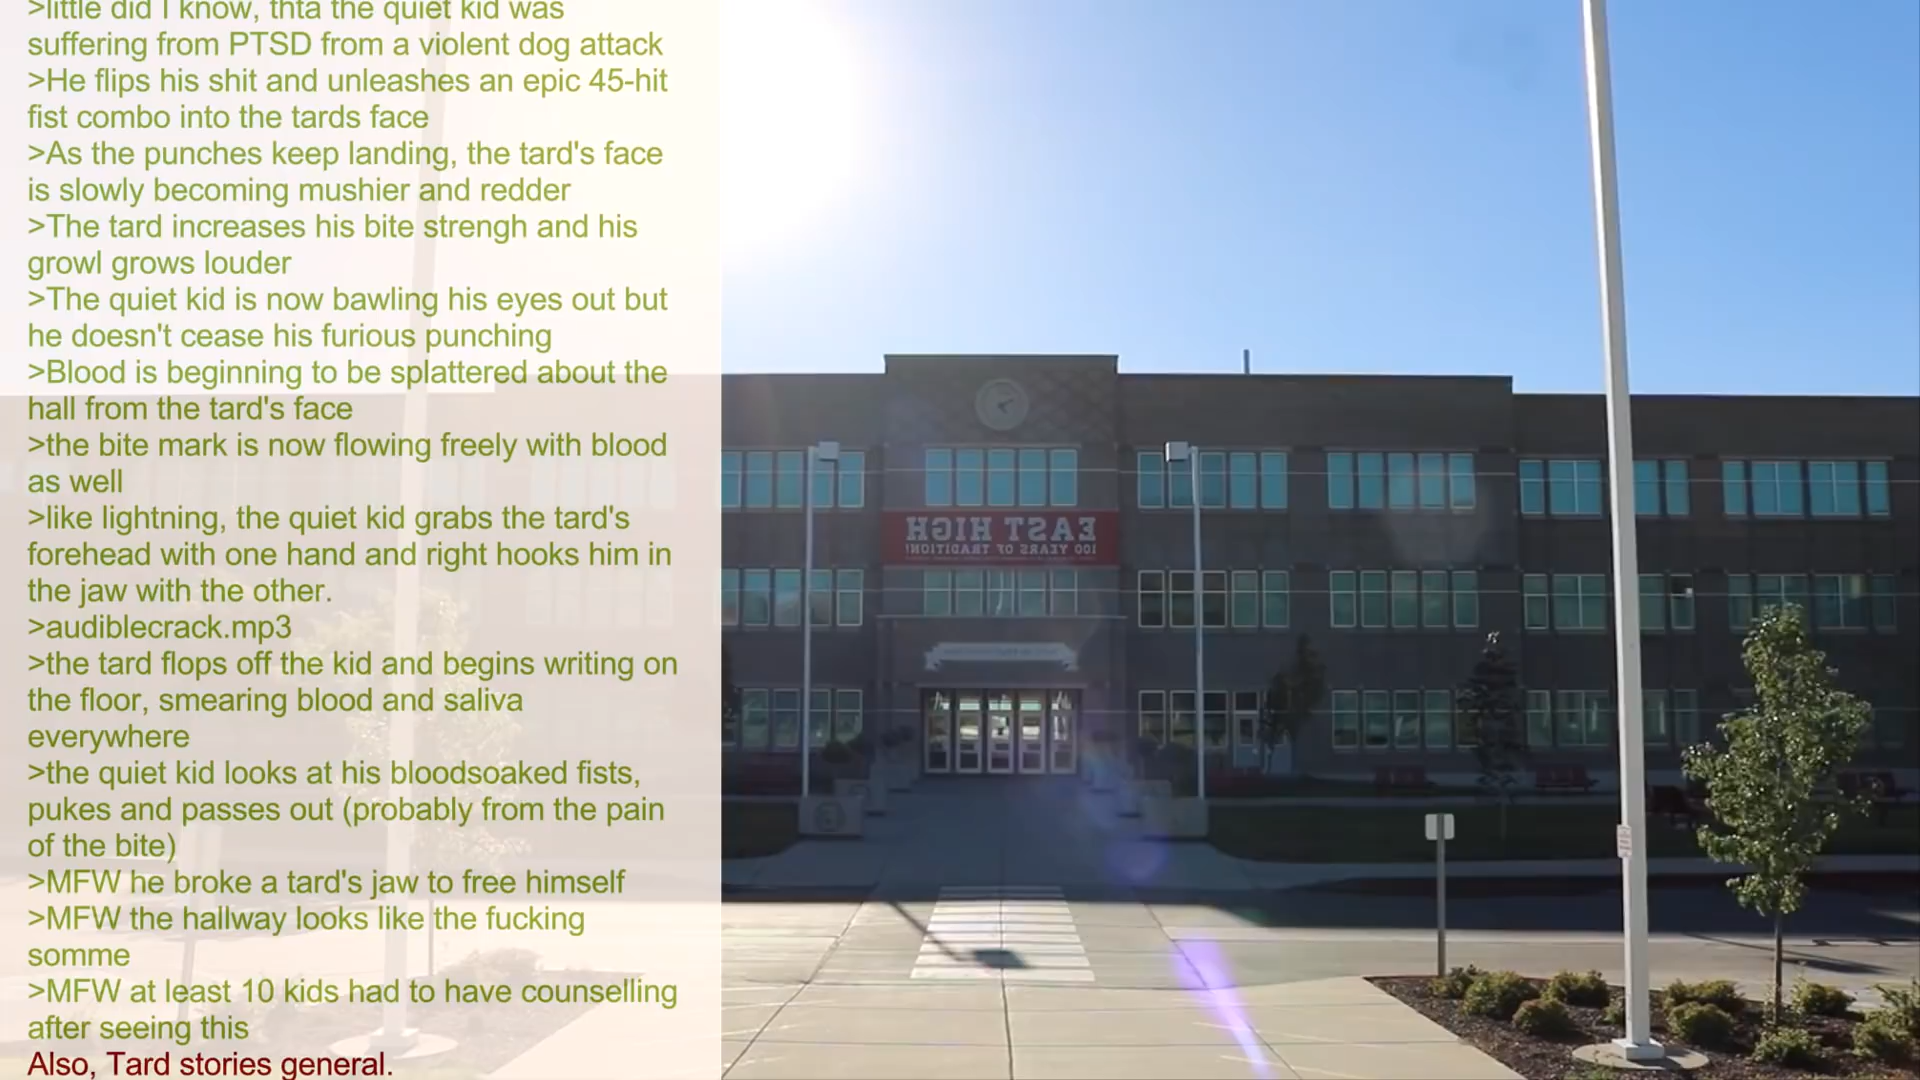 >little did I know, thta the quiet kid was
suffering from PTSD from a violent dog attack
>He flips his shit and unleashes an epic 45-hit
fist combo into the tards face
>As the punches keep landing, the tard's face
is slowly becoming mushier and redder
>The tard increases his bite strengh and his
growl grows louder
>The quiet kid is now bawling his eyes out but
he doesn't cease his furious punching
>Blood is beginning to be splattered about the
hall from the tard's face
>the bite mark is now flowing freely with blood
as well
>like lightning, the quiet kid grabs the tard's
forehead with one hand and right hooks him in
the jaw with the other.
>audiblecrack.mp3
>the tard flops off the kid and begins writing on
the floor, smearing blood and saliva
everywhere
>the quiet kid looks at his bloodsoaked fists,
pukes and passes out (probably from the pain
of the bite)
>MFW he broke a tard's jaw to free himself
>MFW the hallway looks like the fucking
somme
>MFW at least 10 kids had to have counselling
after seeing this
Also, Tard stories general.
EAST HIGH
100 YEARS OF TRADITION!